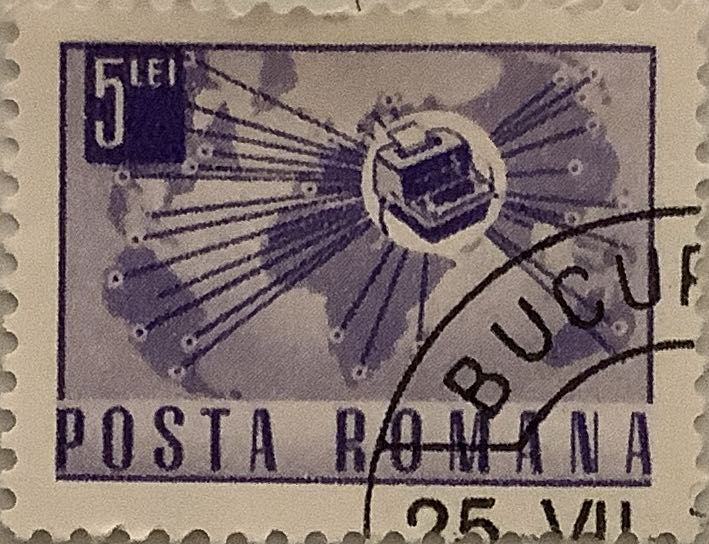 5 LEI
POSTA ROMANA
BUCUR
25 VII